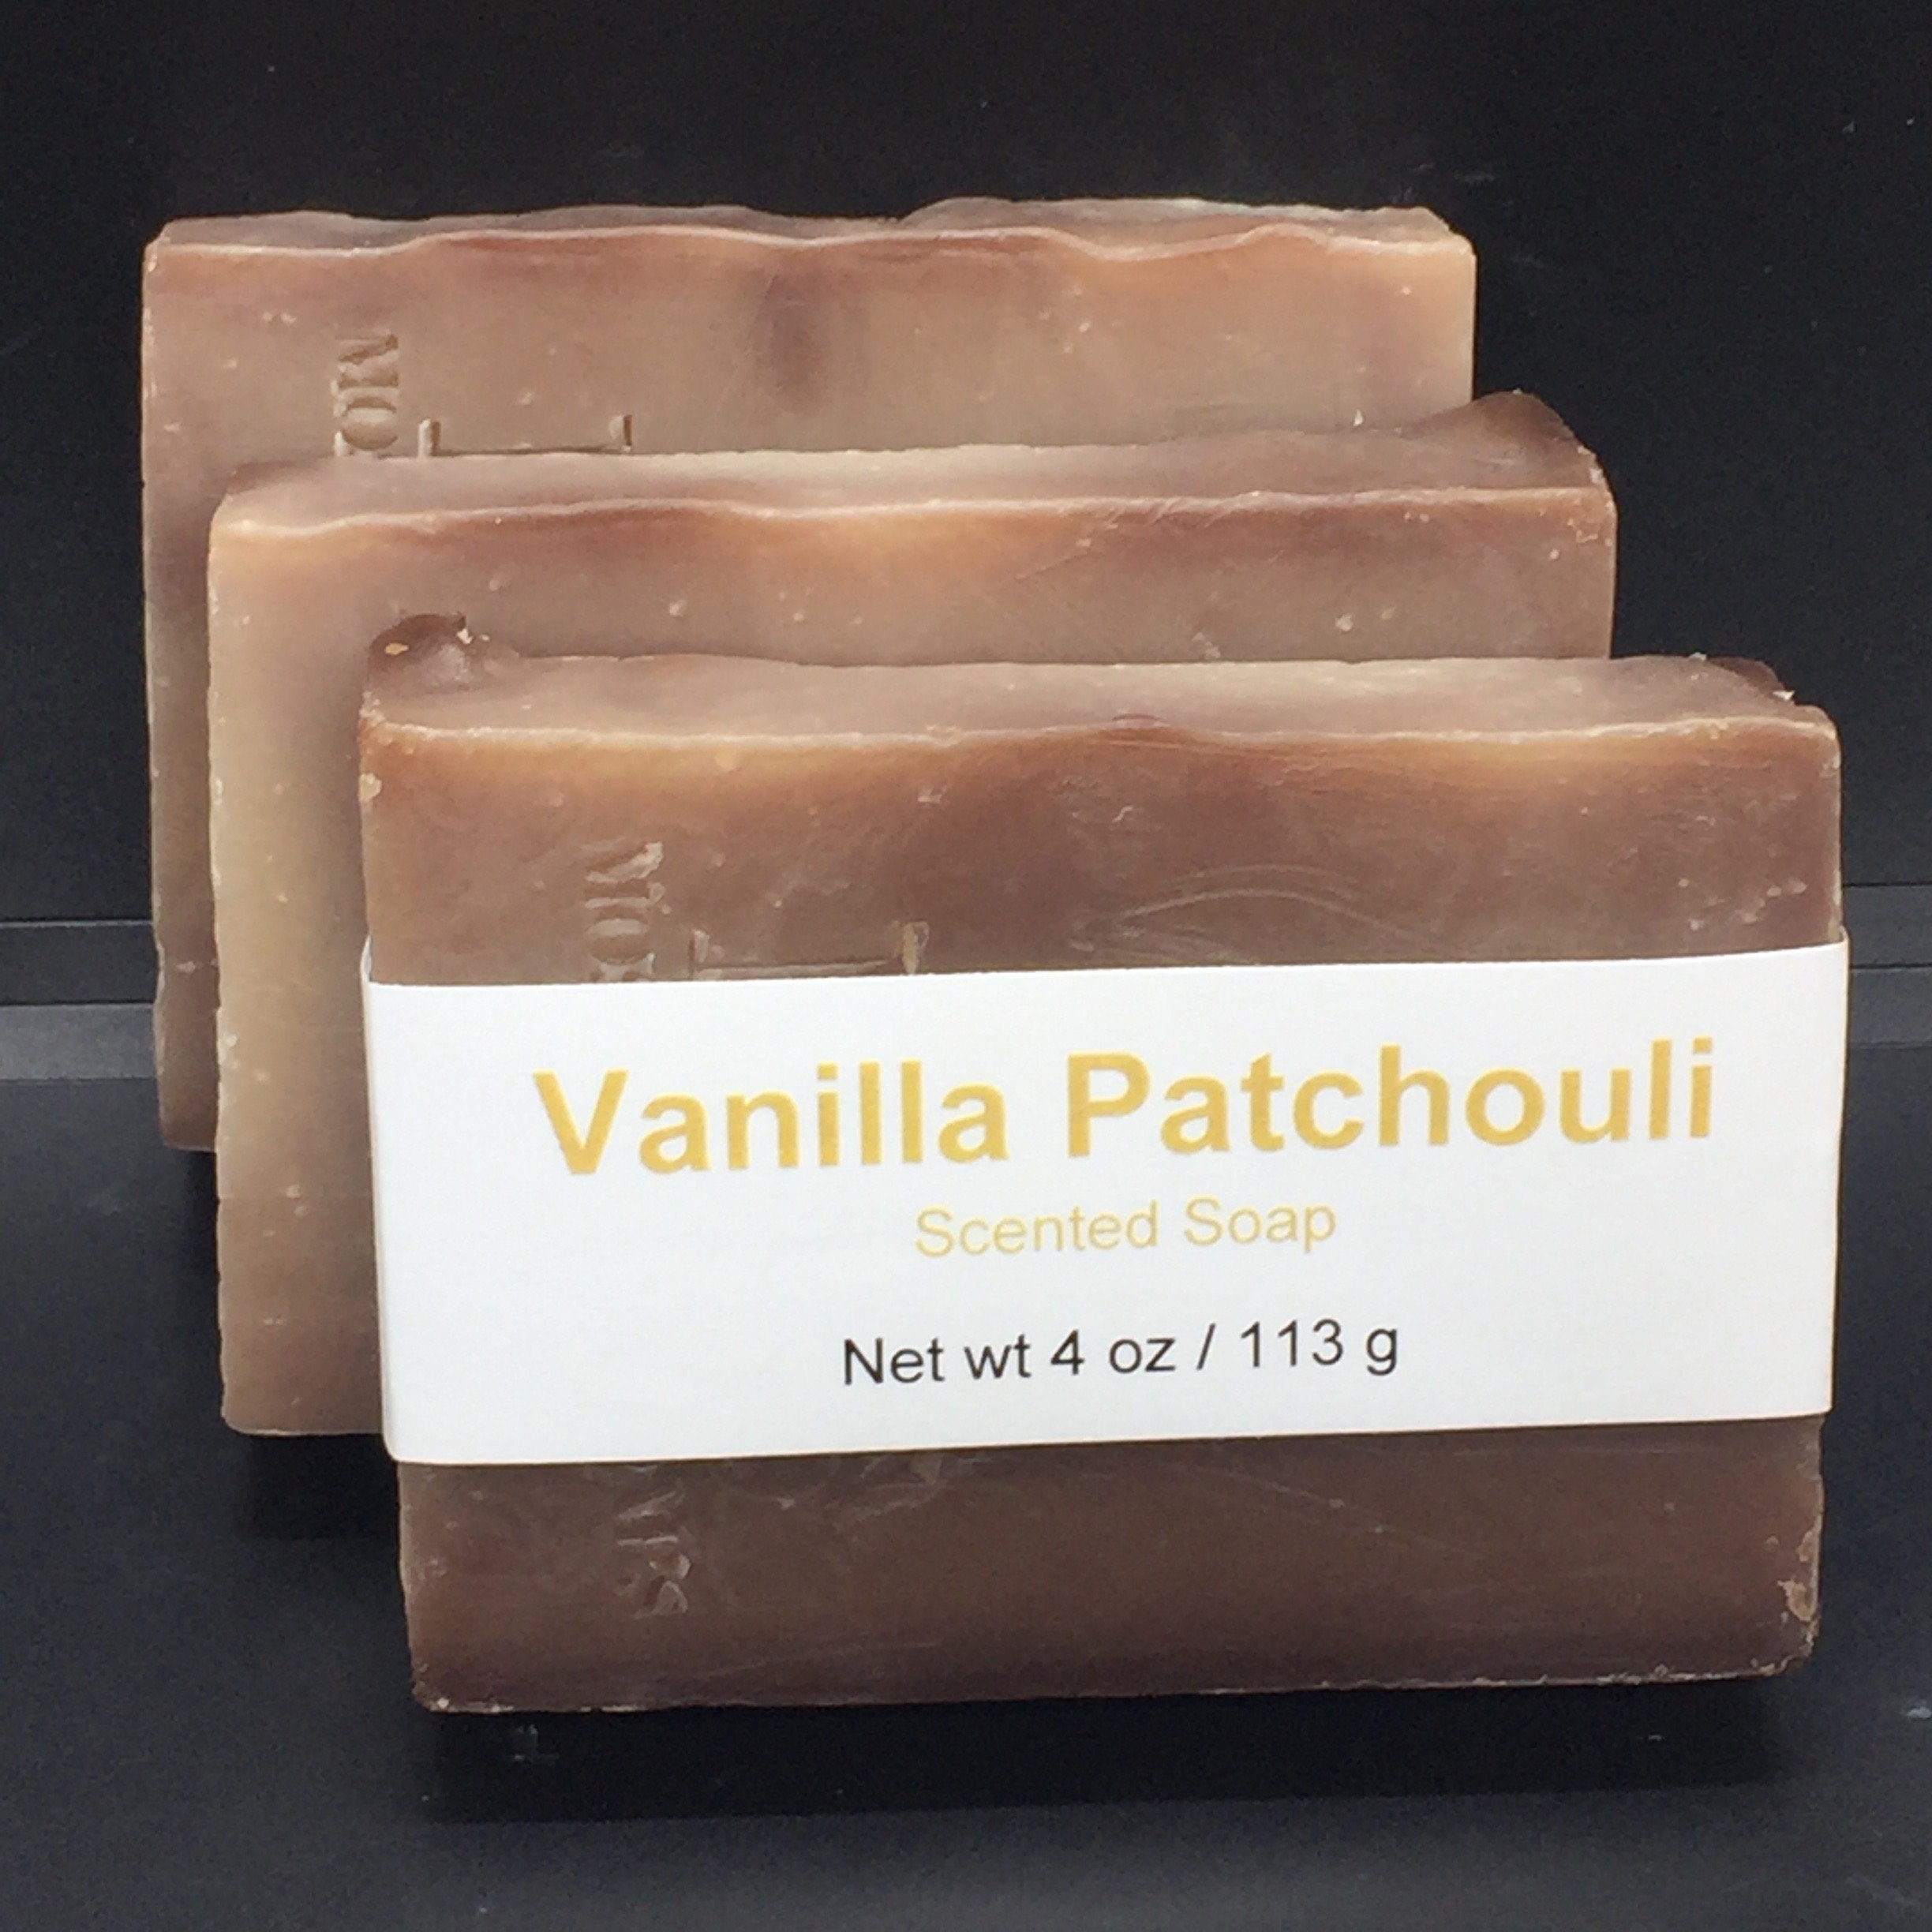 Vanilla Patchouli
Scented Soap
Net wt 4 oz / 113 g